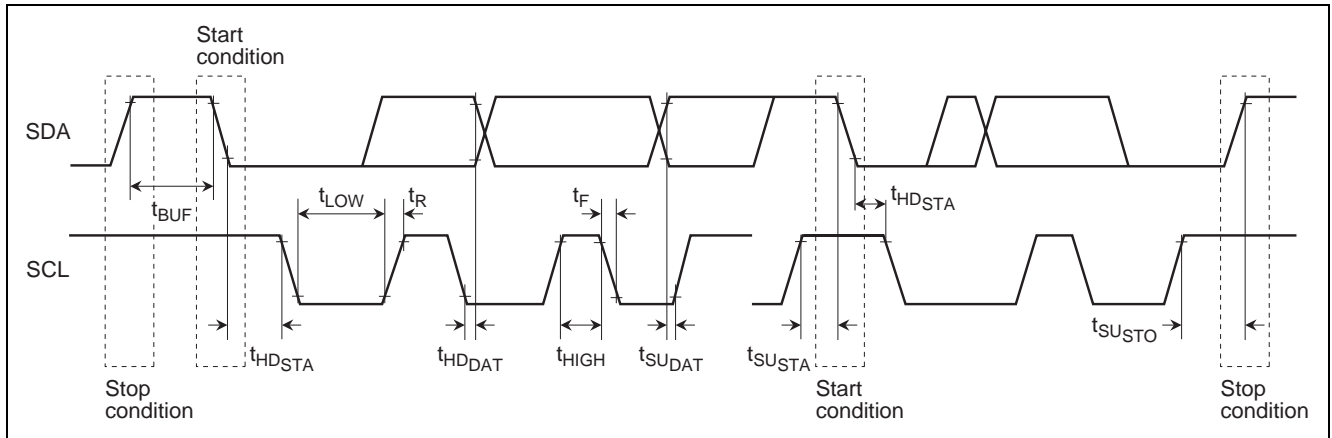 Start
condition
SDA
tBUF
tLOW
tR
tF
tHDSTA
SCL
tHDSTA
tHDDAT
tHIGH
tSUDAT
tSUSTA
tSUSTO
Stop
condition
Start
condition
Stop
condition